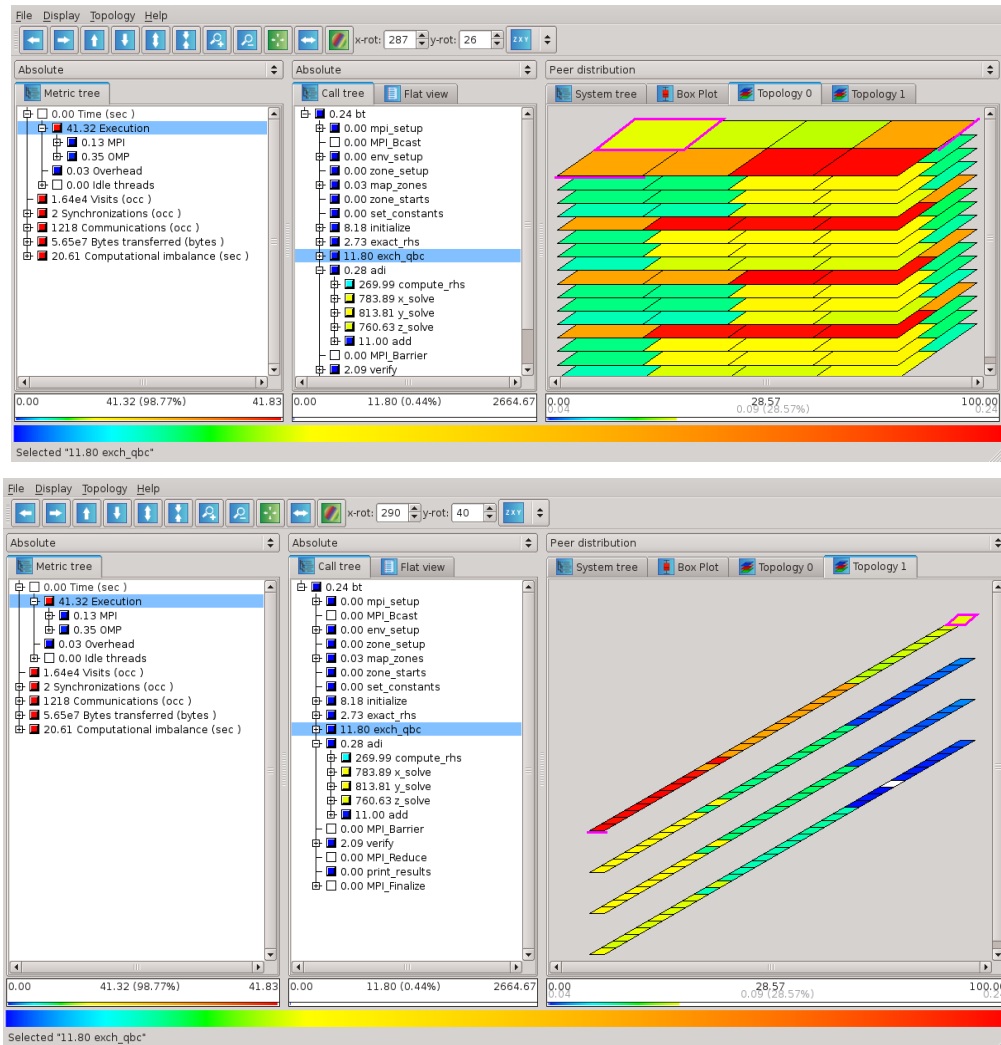 File Display Topology Help
x-rot: 287 y-rot: 26 ZXY
Absolute Absolute Peer distribution
Metric tree Call tree Flat view System tree Box Plot Topology 0 Topology 1
0.00 Time (sec )
41.32 Execution
0.13 MPI
0.35 OMP
0.03 Overhead
0.00 Idle threads
1.64e4 Visits (occ )
2 Synchronizations (occ )
1218 Communications (occ )
5.65e7 Bytes transferred (bytes )
20.61 Computational imbalance (sec )
0.24 bt
0.00 mpi_setup
0.00 MPI_Bcast
0.00 env_setup
0.00 zone_setup
0.03 map_zones
0.00 zone_starts
0.00 set_constants
8.18 initialize
2.73 exact_rhs
11.80 exch_qbc
0.28 adi
269.99 compute_rhs
783.89 x_solve
813.81 y_solve
760.63 z_solve
11.00 add
0.00 MPI_Barrier
2.09 verify
0.00 41.32 (98.77%) 41.83 0.00 11.80 (0.44%) 2664.67 0.00 28.57 100.00
0.04 0.09 (28.57%) 0.24
Selected "11.80 exch_qbc"
File Display Topology Help
x-rot: 290 y-rot: 40 ZXY
Absolute Absolute Peer distribution
Metric tree Call tree Flat view System tree Box Plot Topology 0 Topology 1
0.00 Time (sec )
41.32 Execution
0.13 MPI
0.35 OMP
0.03 Overhead
0.00 Idle threads
1.64e4 Visits (occ )
2 Synchronizations (occ )
1218 Communications (occ )
5.65e7 Bytes transferred (bytes )
20.61 Computational imbalance (sec )
0.24 bt
0.00 mpi_setup
0.00 MPI_Bcast
0.00 env_setup
0.00 zone_setup
0.03 map_zones
0.00 zone_starts
0.00 set_constants
8.18 initialize
2.73 exact_rhs
11.80 exch_qbc
0.28 adi
269.99 compute_rhs
783.89 x_solve
813.81 y_solve
760.63 z_solve
11.00 add
0.00 MPI_Barrier
2.09 verify
0.00 MPI_Reduce
0.00 print_results
0.00 MPI_Finalize
0.00 41.32 (98.77%) 41.83 0.00 11.80 (0.44%) 2664.67 0.00 28.57
0.04 0.09 (28.57%)
Selected "11.80 exch_qbc"